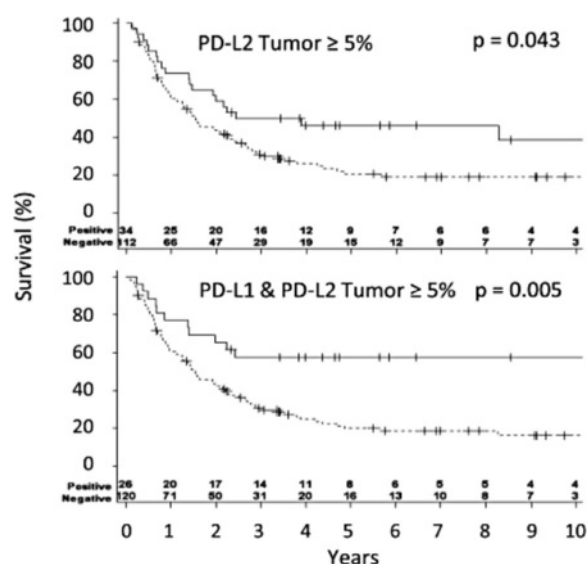 100
PD-L2 Tumor ≥ 5% p = 0.043
80
60
40
20
0
Positive 34 25 20 16 12 9 7 6 6 4 4
Negative 112 66 47 29 19 15 12 9 7 7 3
Survival (%)
100
PD-L1 & PD-L2 Tumor ≥ 5% p = 0.005
80
60
40
20
0
Positive 26 20 17 14 11 8 6 5 5 4 4
Negative 120 71 50 31 20 16 13 10 8 7 3
0 1 2 3 4 5 6 7 8 9 10
Years